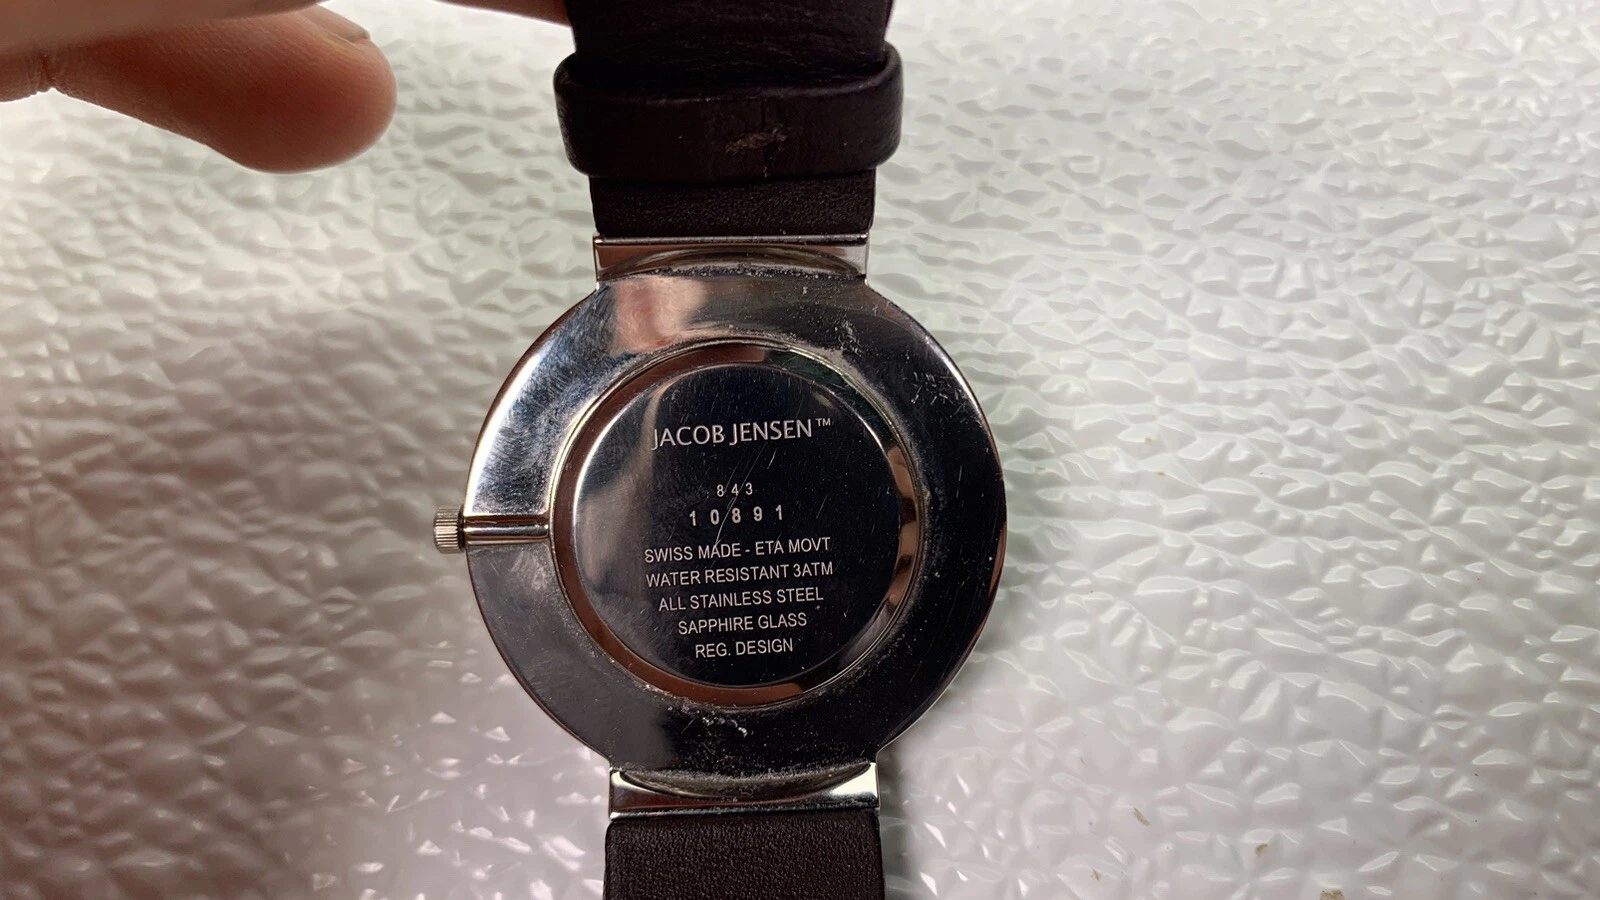 JACOB JENSEN™
843
10891
SWISS MADE - ETA MOVT
WATER RESISTANT 3ATM
ALL STAINLESS STEEL
SAPPHIRE GLASS
REG. DESIGN